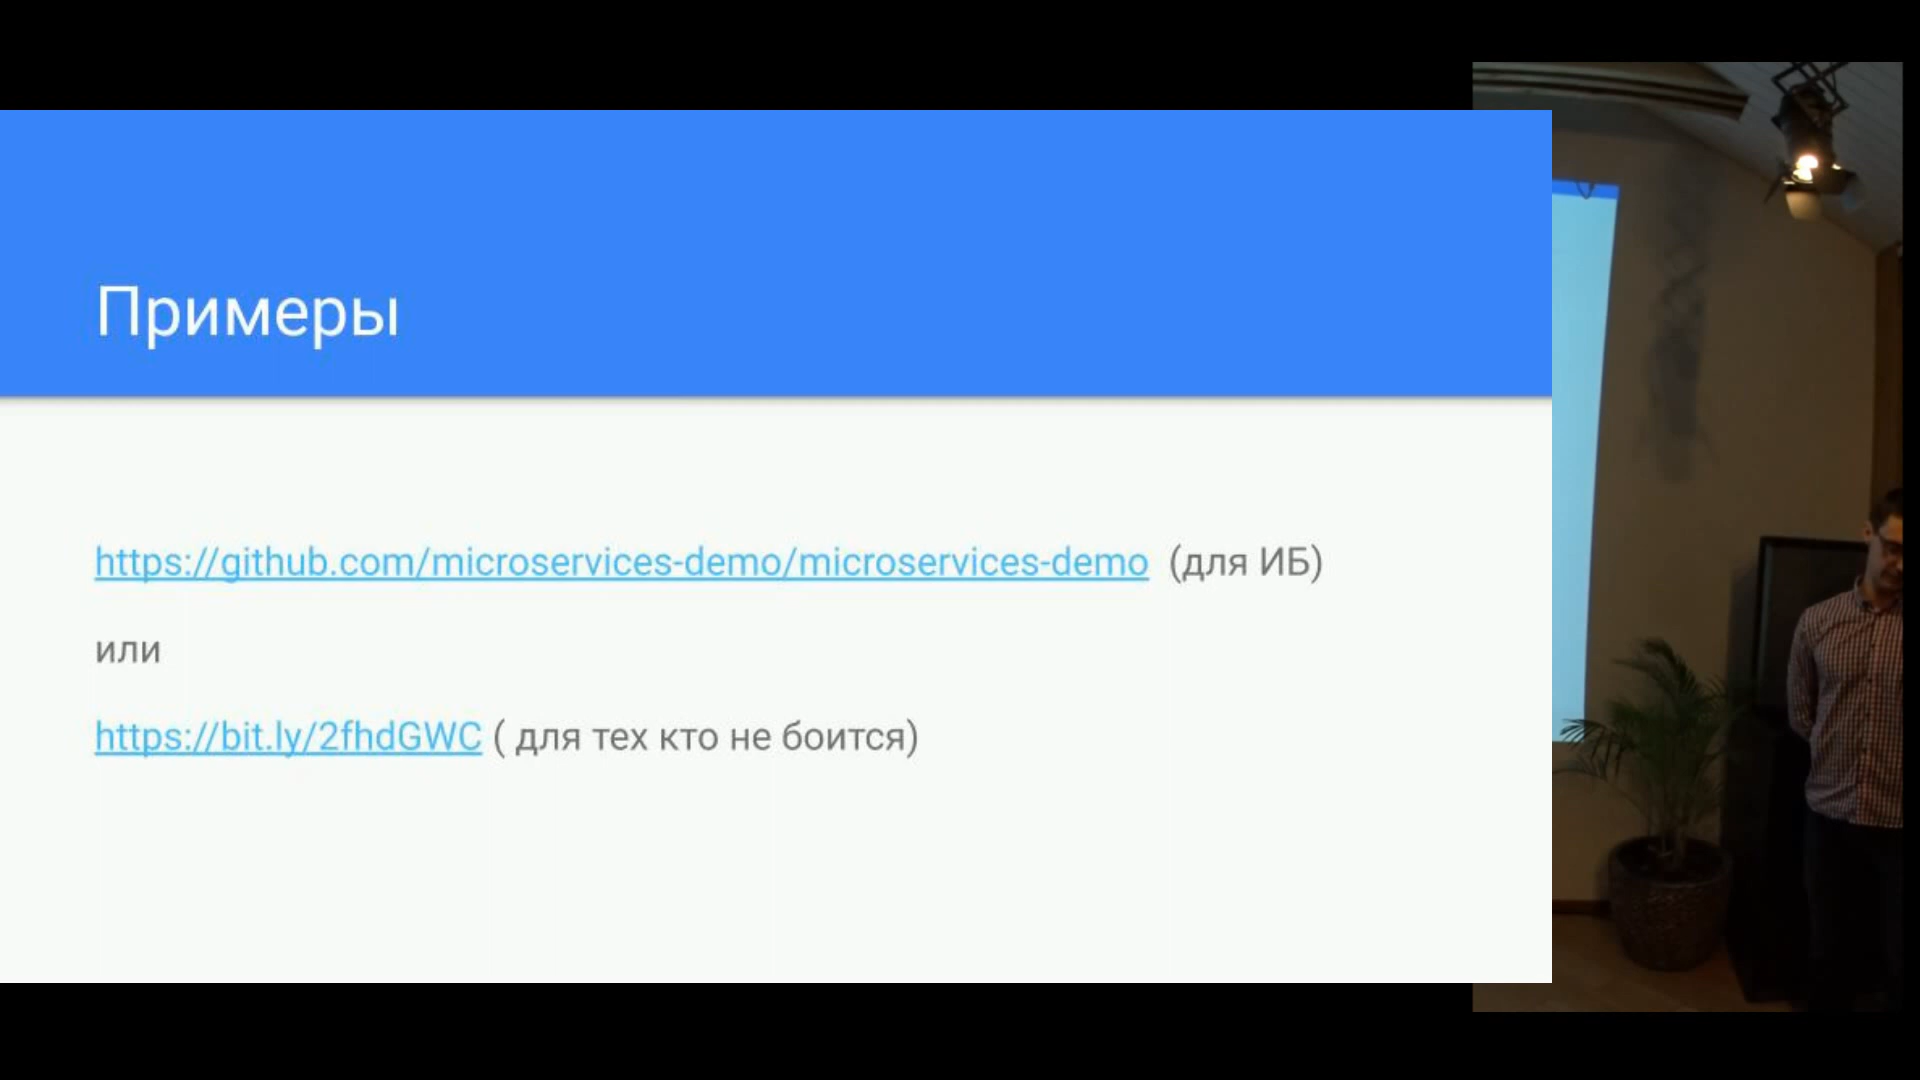 Примеры
https://github.com/microservices-demo/microservices-demo (для ИБ)
или
https://bit.ly/2fhdGWC ( для тех кто не боится)